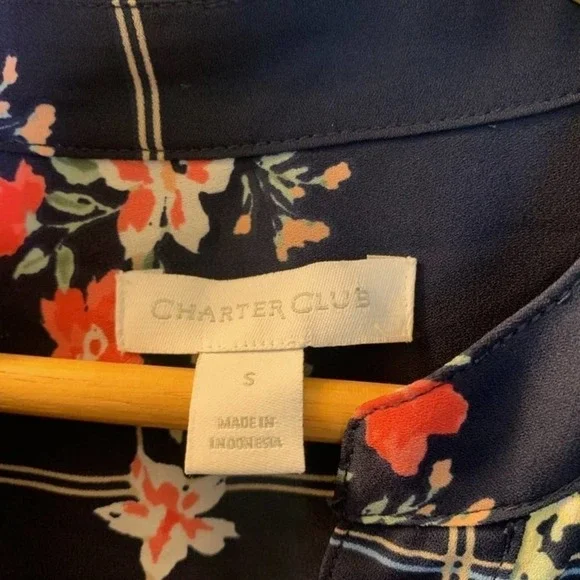 CHARTER CLUB
S
MADE IN
INDONESIA